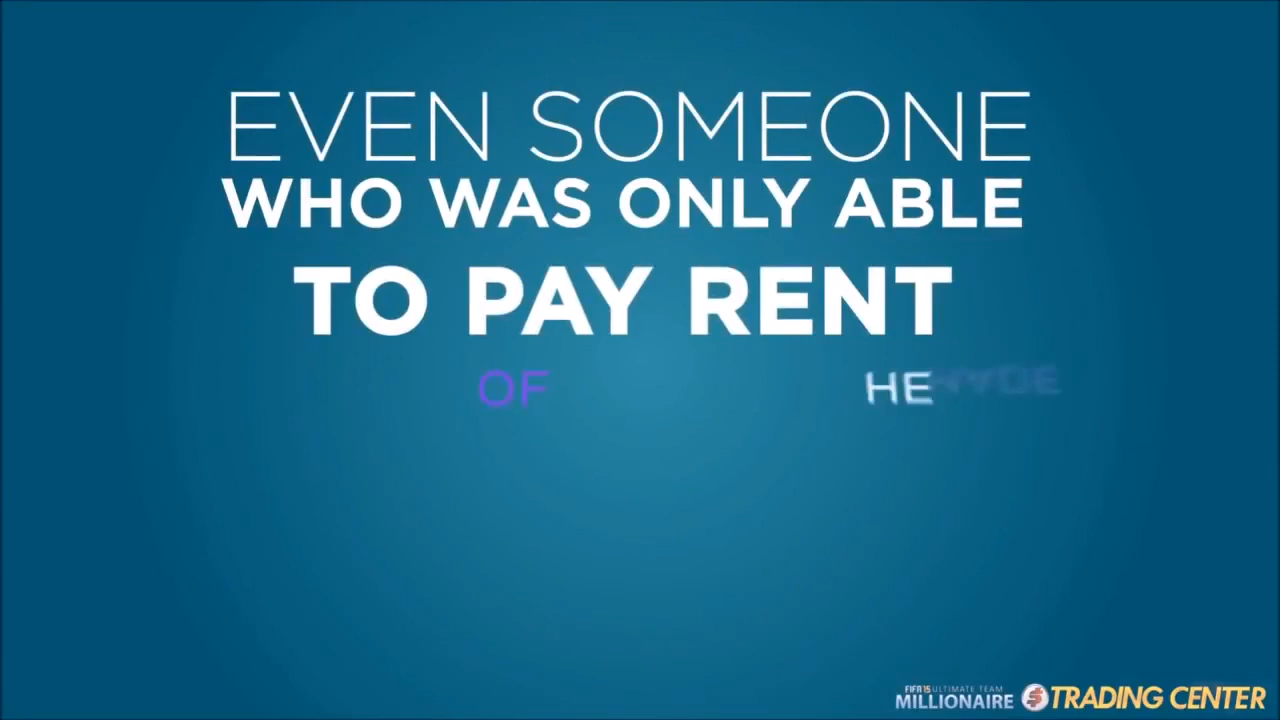 EVEN SOMEONE
WHO WAS ONLY ABLE
TO PAY RENT
OF HE
FIFA 15 ULTIMATE TEAM
MILLIONAIRE
TRADING CENTER